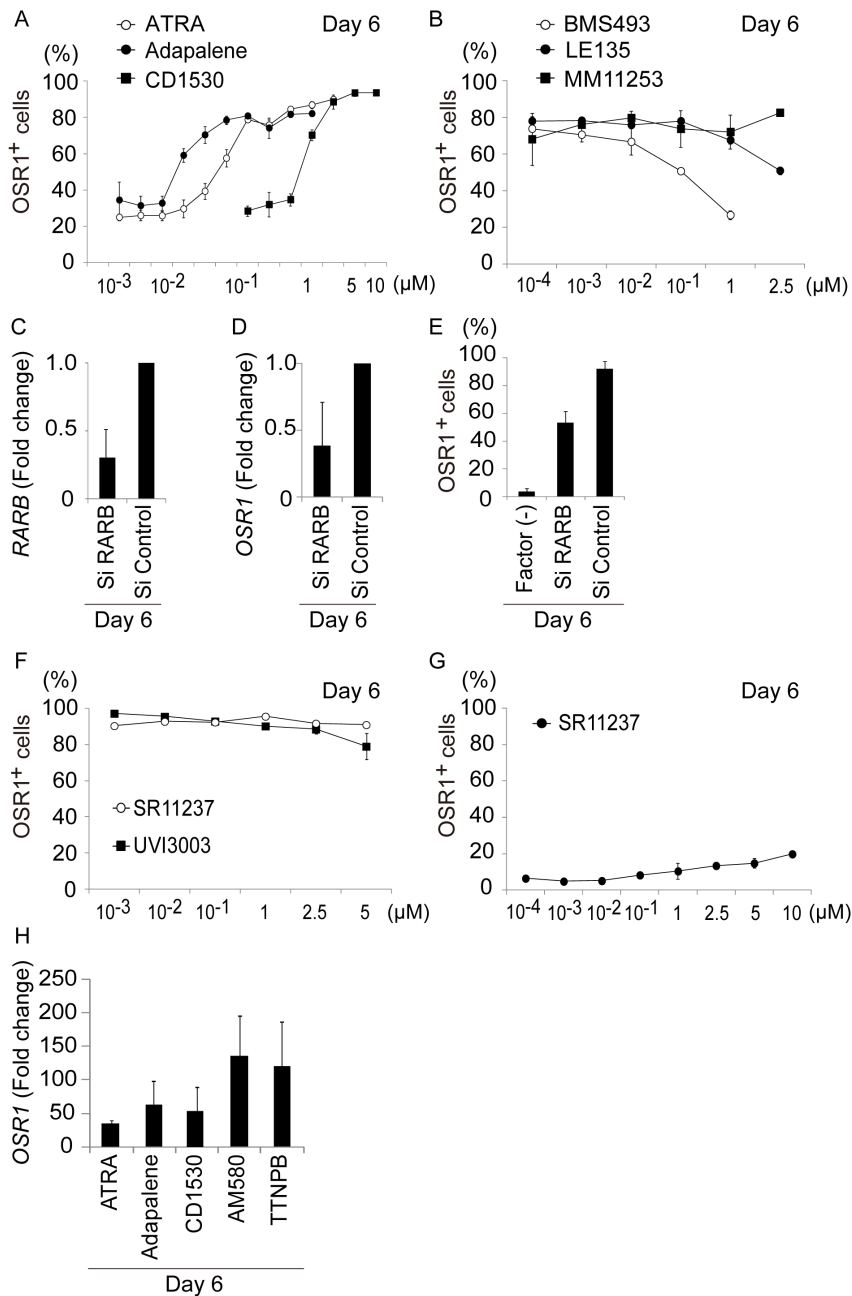 A
ATRA
Adapalene
CD1530
Day 6
(%)
OSR1+ cells
100
80
60
40
20
0
10-3 10-2 10-1 1 5 10 (μM)
B
BMS493
LE135
MM11253
Day 6
(%)
OSR1+ cells
100
80
60
40
20
0
10-4 10-3 10-2 10-1 1 2.5 (μM)
C
RARB (Fold change)
1.0
0.5
0
Si RARB
Si Control
Day 6
D
OSR1 (Fold change)
1.0
0.5
0
Si RARB
Si Control
Day 6
E
(%)
OSR1+ cells
100
80
60
40
20
0
Factor (-)
Si RARB
Si Control
Day 6
F
(%)
Day 6
OSR1+ cells
100
80
60
40
20
0
SR11237
UVI3003
10-3 10-2 10-1 1 2.5 5 (μM)
G
(%)
Day 6
OSR1+ cells
100
80
60
40
20
0
SR11237
10-4 10-3 10-2 10-1 1 2.5 5 10 (μM)
H
OSR1 (Fold change)
250
200
150
100
50
0
ATRA
Adapalene
CD1530
AM580
TTNPB
Day 6